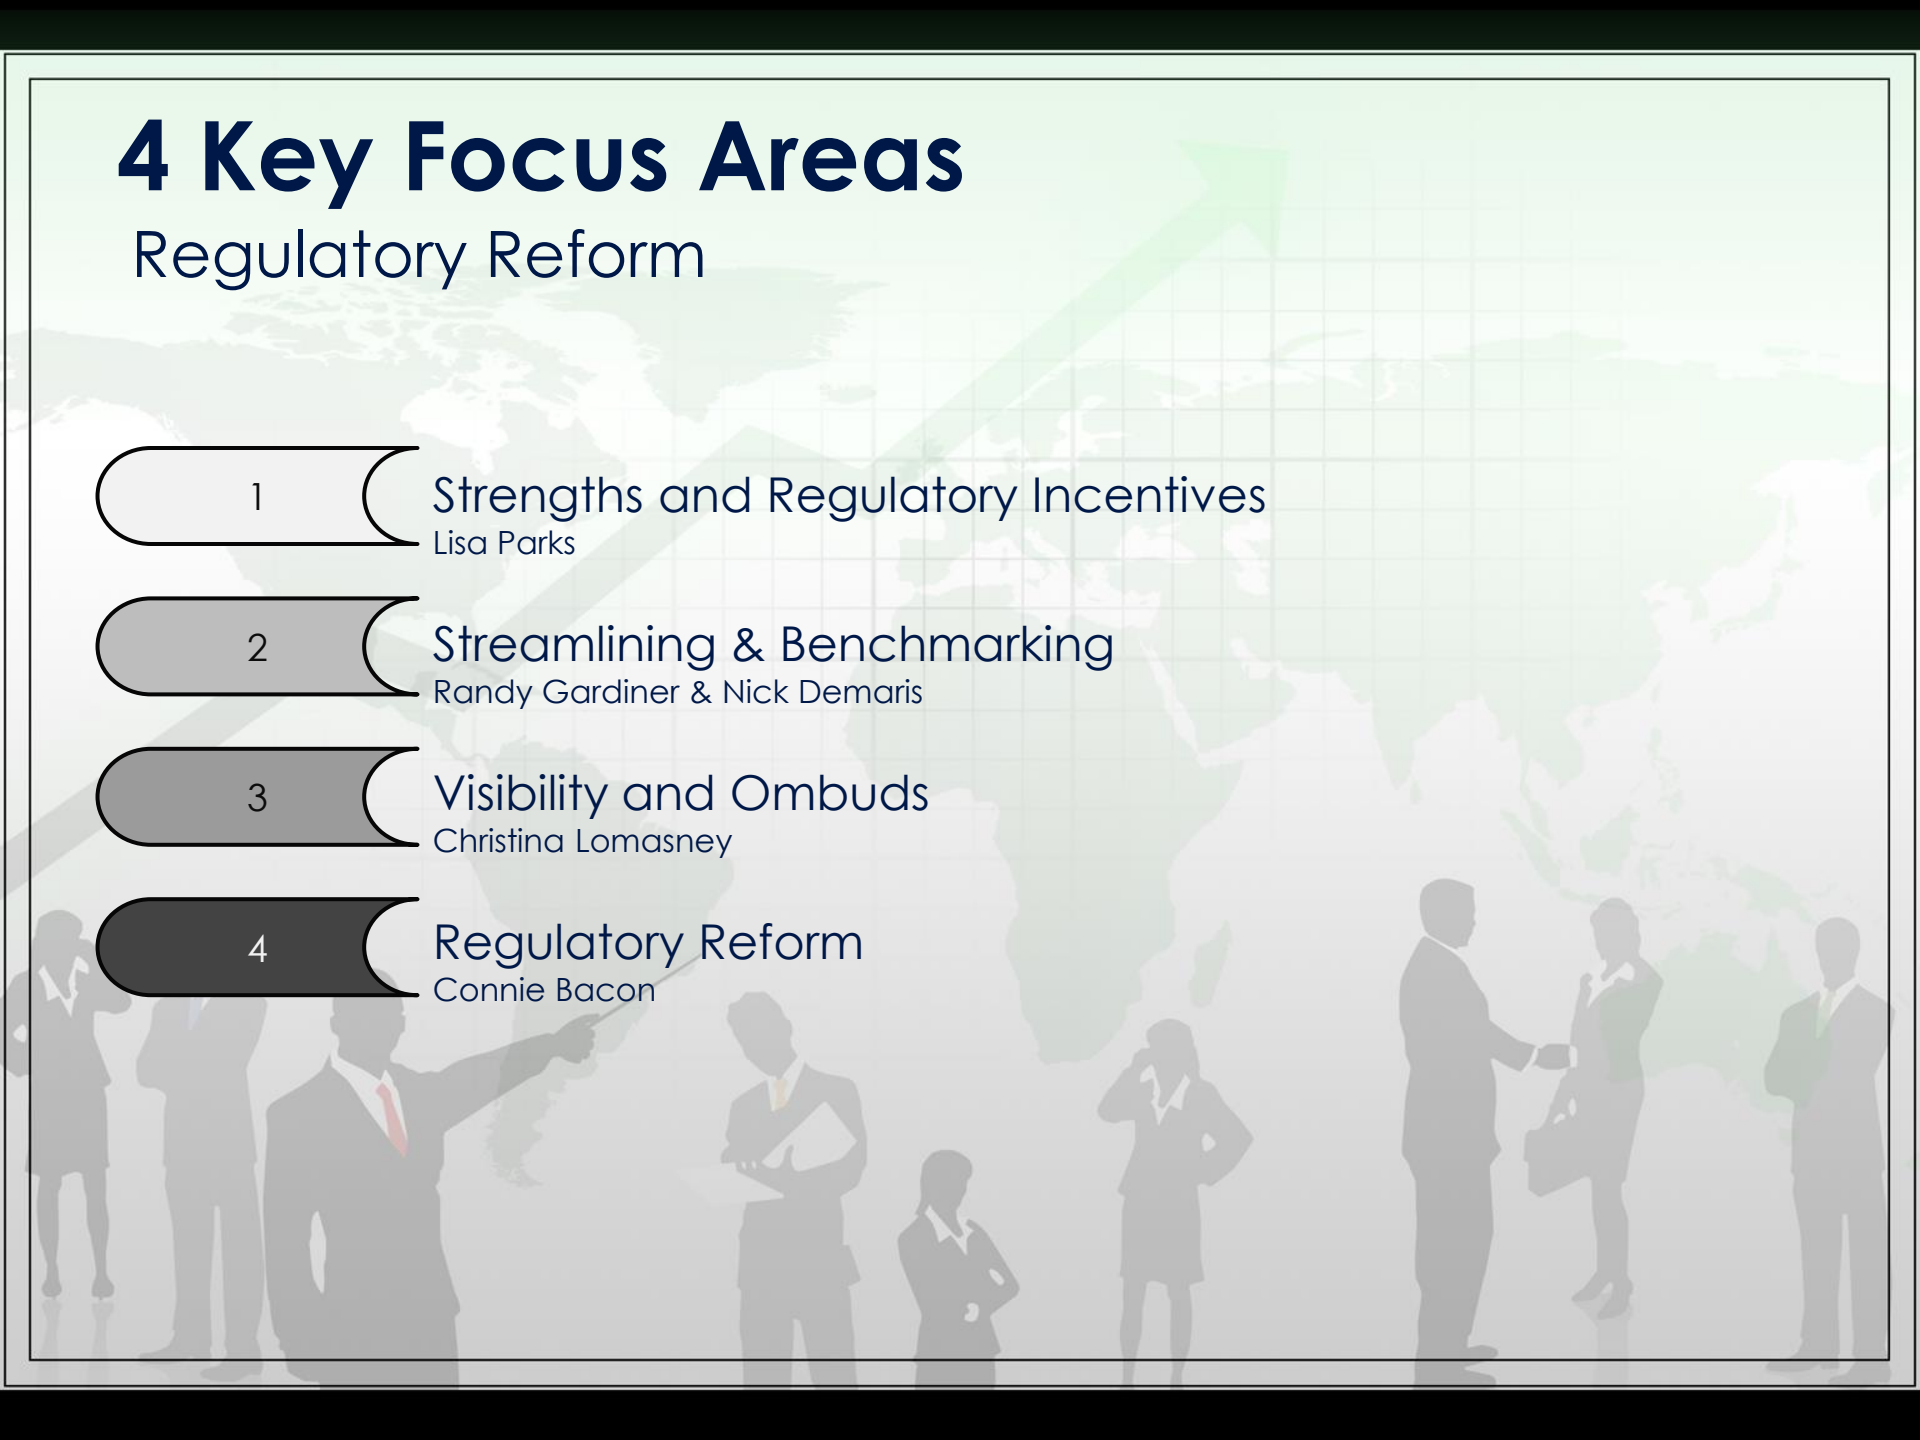 4 Key Focus Areas
Regulatory Reform
1
Strengths and Regulatory Incentives
Lisa Parks
2
Streamlining & Benchmarking
Randy Gardiner & Nick Demaris
3
Visibility and Ombuds
Christina Lomasney
4
Regulatory Reform
Connie Bacon